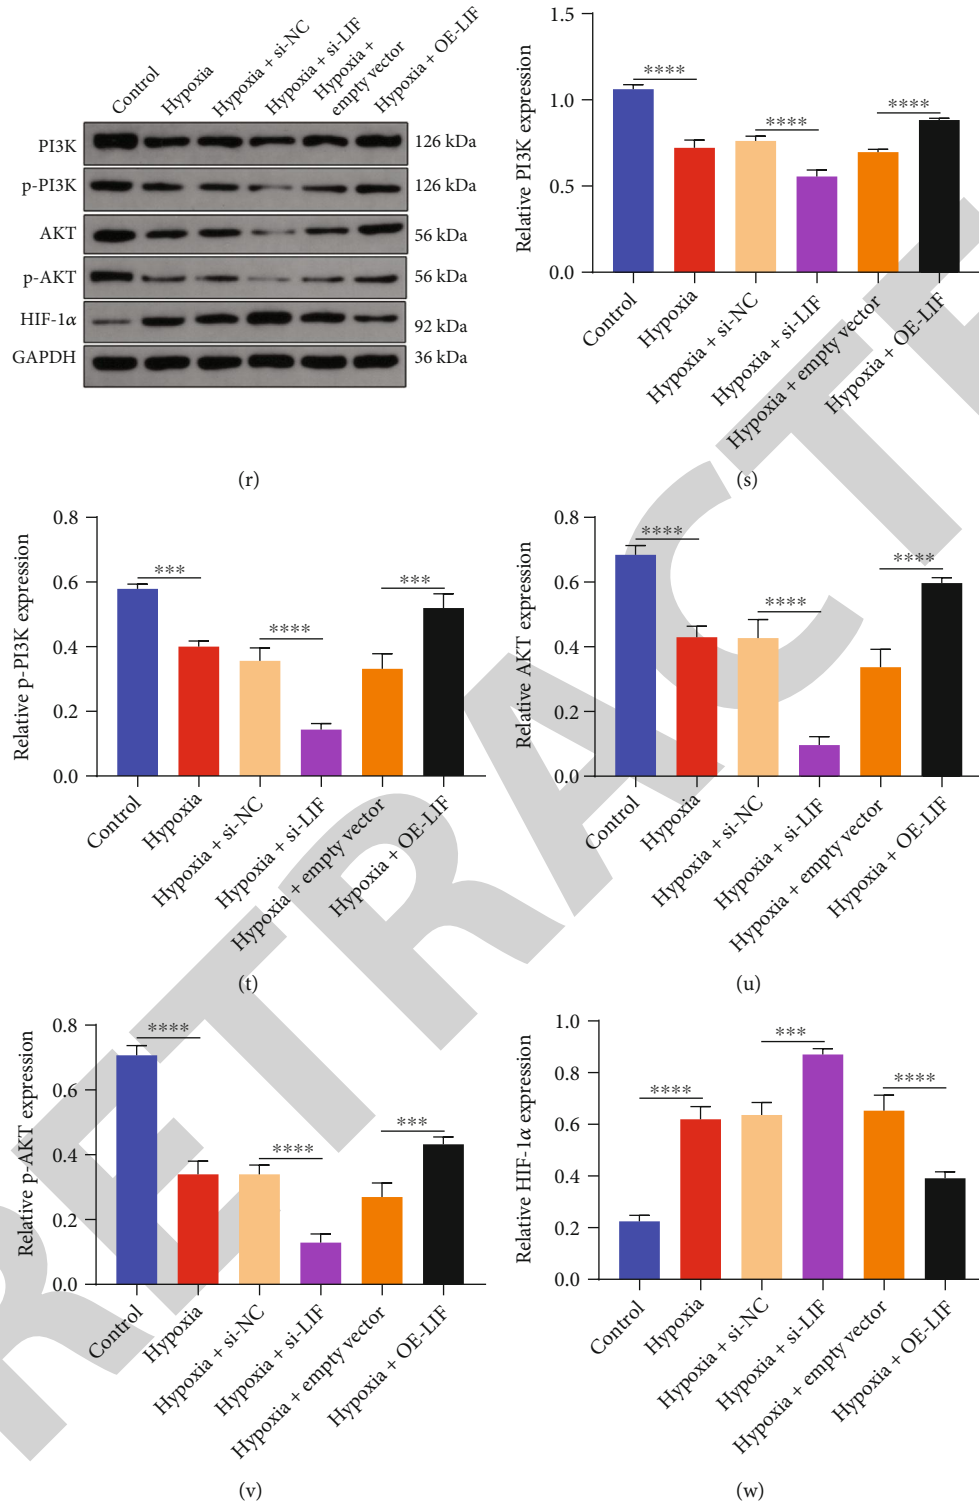 Control
Hypoxia
Hypoxia + si-NC
Hypoxia + si-LIF
Hypoxia +
empty vector
Hypoxia + OE-LIF
PI3K
126 kDa
p-PI3K
126 kDa
AKT
56 kDa
p-AKT
56 kDa
HIF-1α
92 kDa
GAPDH
36 kDa
(r)
Relative PI3K expression
1.5
1.0
0.5
0.0
****
****
****
Control
Hypoxia
Hypoxia + si-NC
Hypoxia + si-LIF
Hypoxia + empty vector
Hypoxia + OE-LIF
(s)
Relative p-PI3K expression
0.8
0.6
0.4
0.2
0.0
***
****
***
Control
Hypoxia
Hypoxia + si-NC
Hypoxia + si-LIF
Hypoxia + empty vector
Hypoxia + OE-LIF
(t)
Relative AKT expression
0.8
0.6
0.4
0.2
0.0
****
****
****
Control
Hypoxia
Hypoxia + si-NC
Hypoxia + si-LIF
Hypoxia + empty vector
Hypoxia + OE-LIF
(u)
Relative p-AKT expression
0.8
0.6
0.4
0.2
0.0
****
****
***
Control
Hypoxia
Hypoxia + si-NC
Hypoxia + si-LIF
Hypoxia + empty vector
Hypoxia + OE-LIF
(v)
Relative HIF-1α expression
1.0
0.8
0.6
0.4
0.2
0.0
****
***
****
Control
Hypoxia
Hypoxia + si-NC
Hypoxia + si-LIF
Hypoxia + empty vector
Hypoxia + OE-LIF
(w)
RETRACTE